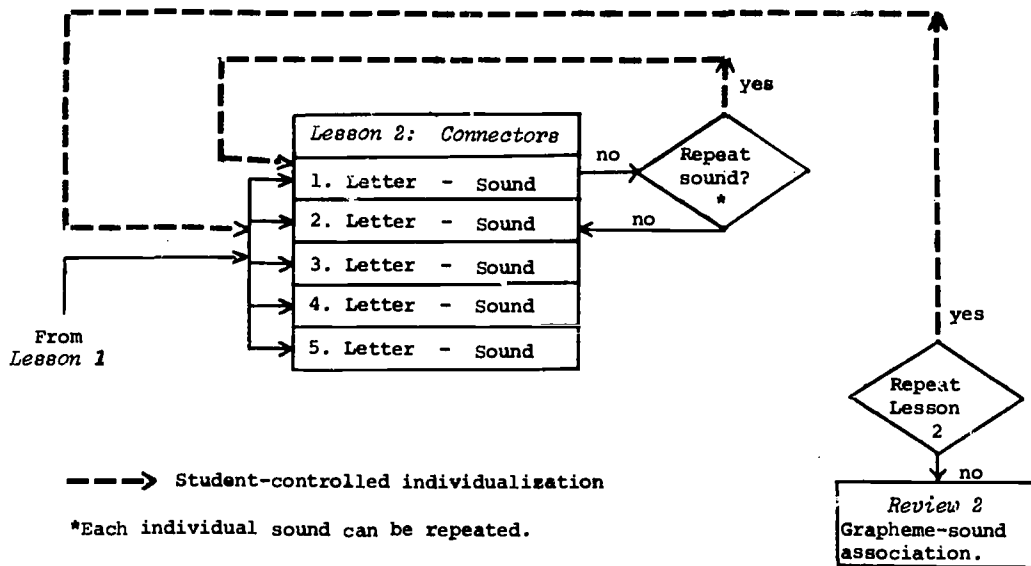 yes
Lesson 2: Connectors
1. Letter - Sound
2. Letter - Sound
3. Letter - Sound
4. Letter - Sound
5. Letter - Sound
no
Repeat
sound?
*
no
From
Lesson 1
yes
Repeat
Lesson
2
no
Review 2
Grapheme-sound
association.
Student-controlled individualization
*Each individual sound can be repeated.